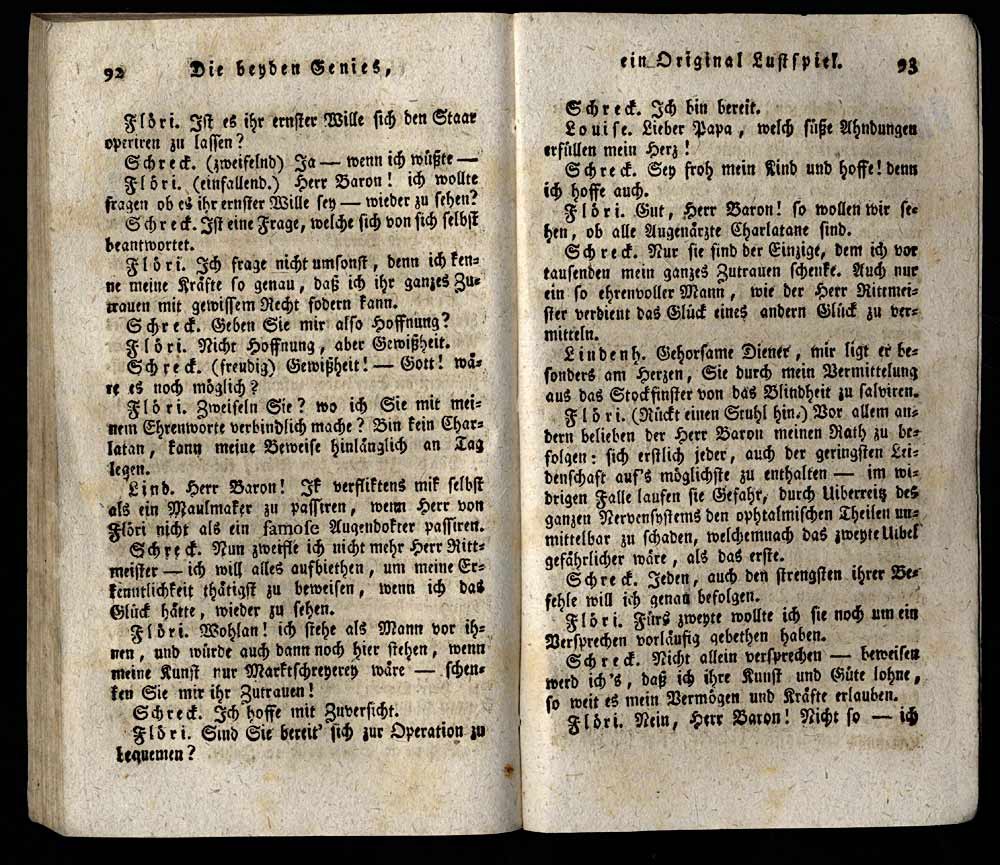 92 Die beyden Genies,
Flöri. Ist es ihr ernster Wille sich den Staar
operiren zu lassen?
Schreck. (zweifelnd) Ja — wenn ich wüßte —
Flöri. (einfallend.) Herr Baron! ich wollte
fragen ob es ihr ernster Wille sey — wieder zu sehen?
Schreck. Ist eine Frage, welche sich von sich selbst
beantwortet.
Flöri. Ich frage nicht umsonst, denn ich ken-
ne meine Kräfte so genau, daß ich ihr ganzes Zu-
trauen mit gewissem Recht fodern kann.
Schreck. Geben Sie mir also Hoffnung?
Flöri. Nicht Hoffnung, aber Gewißheit.
Schreck. (freudig) Gewißheit! — Gott! wä-
re es noch möglich?
Flöri. Zweifeln Sie? wo ich Sie mit mei-
nem Ehrenworte verbindlich mache? Bin kein Char-
latan, kann meine Beweise hinlänglich an Tag
legen.
Lind. Herr Baron! Ik verfliktens mik selbst
als ein Maulmaker zu passiren, wenn Herr von
Flöri nicht als ein famose Augendokter passiren.
Schreck. Nun zweifle ich nicht mehr Herr Ritt-
meister — ich will alles aufbiethen, um meine Er-
kenntlichkeit thätigst zu beweisen, wenn ich das
Glück hätte, wieder zu sehen.
Flöri. Wohlan! ich stehe als Mann vor ih-
nen, und würde auch dann noch hier stehen, wenn
meine Kunst nur Marktschreyerey wäre — schen-
ken Sie mir ihr Zutrauen!
Schreck. Ich hoffe mit Zuversicht.
Flöri. Sind Sie bereit' sich zur Operation zu
bequemen?
ein Original Lustspiel. 93
Schreck. Ich bin bereit.
Louise. Lieber Papa, welch süße Ahndungen
erfüllen mein Herz!
Schreck. Sey froh mein Kind und hoffe! denn
ich hoffe auch.
Flöri. Gut, Herr Baron! so wollen wir se-
hen, ob alle Augenärzte Charlatane sind.
Schreck. Nur sie sind der Einzige, dem ich vor
tausenden mein ganzes Zutrauen schenke. Auch nur
ein so ehrenvoller Mann, wie der Herr Rittmei-
ster verdient das Glück eines andern Glück zu ver-
mitteln.
Lindenh. Gehorsame Diener, mir ligt er be-
sonders am Herzen, Sie durch mein Vermittelung
aus das Stockfinster von das Blindheit zu salviren.
Flöri. (Rückt einen Stuhl hin.) Vor allem an-
dern belieben der Herr Baron meinen Rath zu be-
folgen: sich erstlich jeder, auch der geringsten Lei-
denschaft auf's möglichste zu enthalten — im wi-
drigen Falle laufen sie Gefahr, durch Uiberreitz des
ganzen Nervensystems den ophtalmischen Theilen un-
mittelbar zu schaden, welchemnach das zweyte Uibel
gefährlicher wäre, als das erste.
Schreck. Jeden, auch den strengsten ihrer Be-
fehle will ich genau befolgen.
Flöri. Fürs zweyte wollte ich sie noch um ein
Versprechen vorläufig gebethen haben.
Schreck. Nicht allein versprechen — beweisen
werd ich's, daß ich ihre Kunst und Güte lohne,
so weit es mein Vermögen und Kräfte erlauben.
Flöri. Nein, Herr Baron! Nicht so — ich